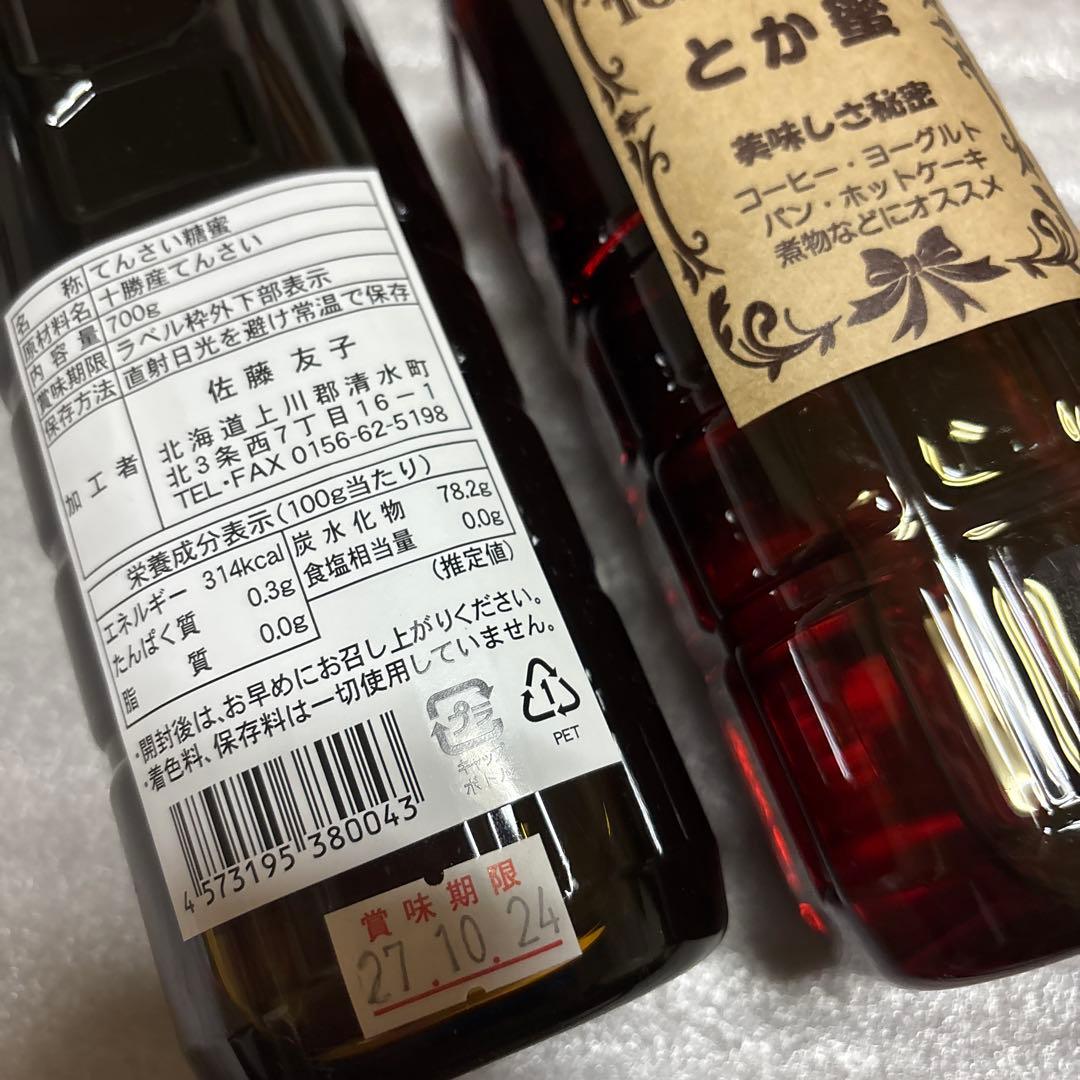 名称 てんさい糖蜜
原材料名 十勝産てんさい
内容量 700g
賞味期限 ラベル枠外下部表示
保存方法 直射日光を避け常温で保存
加工者
佐藤 友子
北海道上川郡清水町
北3条西7丁目16-1
TEL・FAX 0156-62-5198
栄養成分表示(100g当たり)
エネルギー 314kcal 炭水化物 78.2g
たんぱく質 0.3g 食塩相当量 0.0g
脂質 0.0g (推定値)
・開封後は、お早めにお召し上がりください。
・着色料、保存料は一切使用していません。
プラ
キャップ
1
PET
4573195380043
賞味期限
27.10.24
とか蜜
美味しさ秘密
コーヒー・ヨーグルト
パン・ホットケーキ
煮物などにオススメ